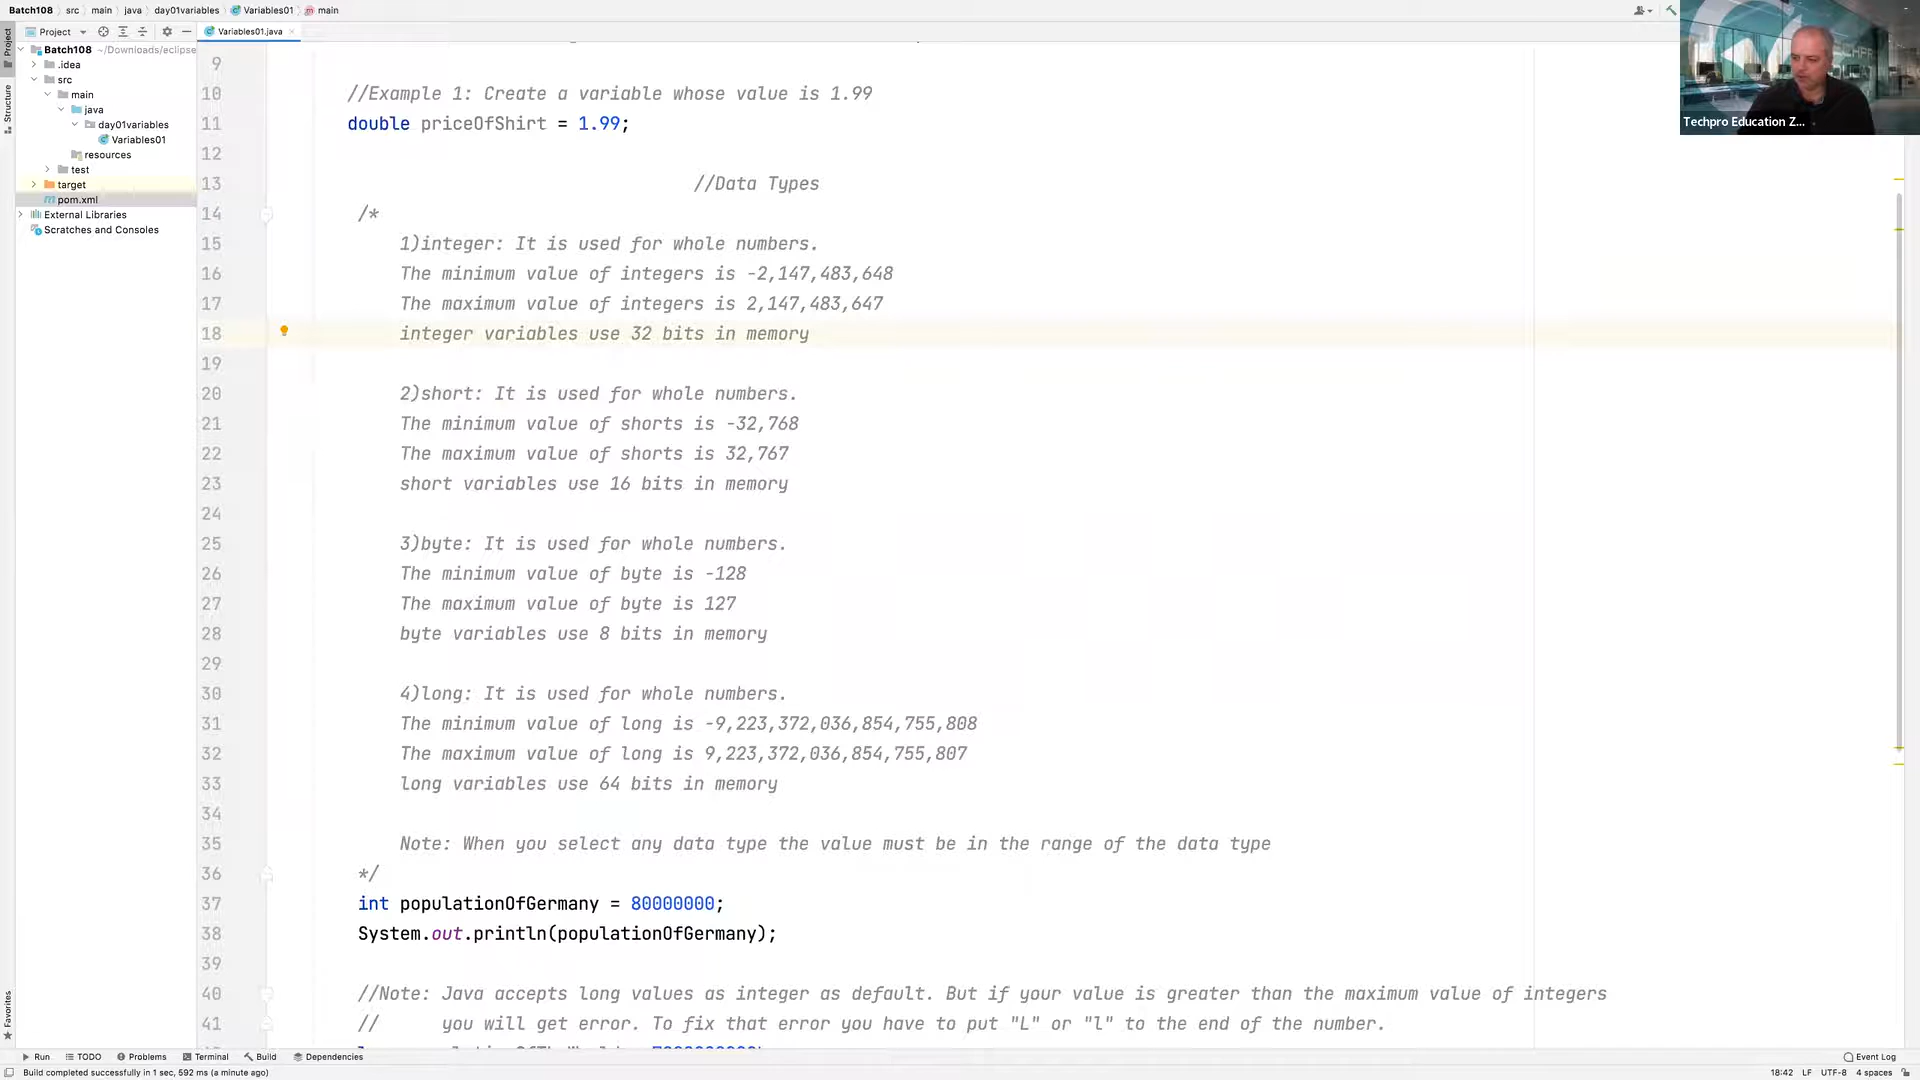 Batch108 src main java day01variables Variables01 main
Project
Variables01.java
Batch108 ~/Downloads/eclipse
.idea
src
main
java
day01variables
Variables01
resources
test
target
pom.xml
External Libraries
Scratches and Consoles
Project
Structure
Favorites
Techpro Education Z...
9
10 //Example 1: Create a variable whose value is 1.99
11 double priceOfShirt = 1.99;
12
13 //Data Types
14 /*
15 1)integer: It is used for whole numbers.
16 The minimum value of integers is -2,147,483,648
17 The maximum value of integers is 2,147,483,647
18 integer variables use 32 bits in memory
19
20 2)short: It is used for whole numbers.
21 The minimum value of shorts is -32,768
22 The maximum value of shorts is 32,767
23 short variables use 16 bits in memory
24
25 3)byte: It is used for whole numbers.
26 The minimum value of byte is -128
27 The maximum value of byte is 127
28 byte variables use 8 bits in memory
29
30 4)long: It is used for whole numbers.
31 The minimum value of long is -9,223,372,036,854,755,808
32 The maximum value of long is 9,223,372,036,854,755,807
33 long variables use 64 bits in memory
34
35 Note: When you select any data type the value must be in the range of the data type
36 */
37 int populationOfGermany = 80000000;
38 System.out.println(populationOfGermany);
39
40 //Note: Java accepts long values as integer as default. But if your value is greater than the maximum value of integers
41 // you will get error. To fix that error you have to put "L" or "l" to the end of the number.
Run TODO Problems Terminal Build Dependencies Event Log
Build completed successfully in 1 sec, 592 ms (a minute ago) 18:42 LF UTF-8 4 spaces